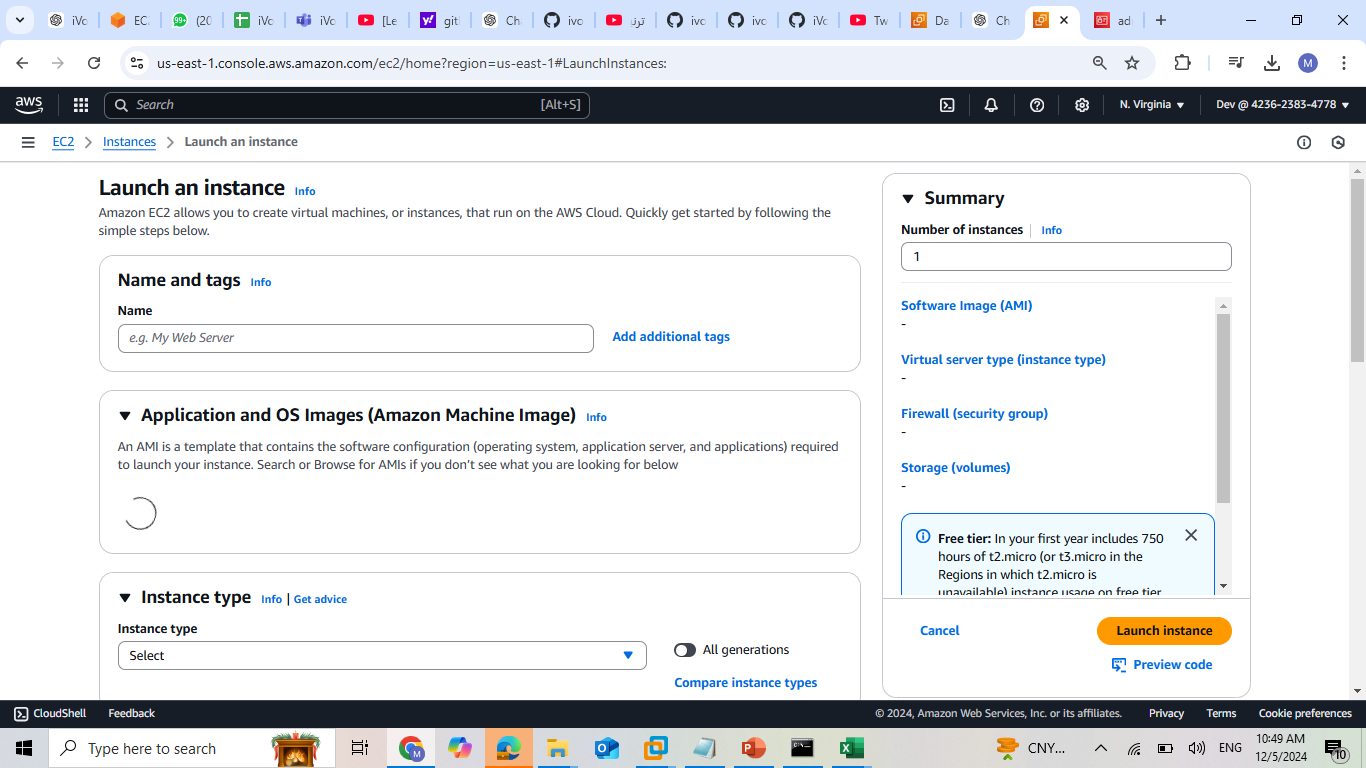 iVo
EC
99+
(20
iVo
iVo
[Le
git
Ch
ivo
ترن
ivo
ivo
iVo
Tw
Da
Ch
ad
us-east-1.console.aws.amazon.com/ec2/home?region=us-east-1#LaunchInstances:
M
aws
Search
[Alt+S]
N. Virginia
Dev @ 4236-2383-4778
EC2
Instances
Launch an instance
Launch an instance Info
Amazon EC2 allows you to create virtual machines, or instances, that run on the AWS Cloud. Quickly get started by following the
simple steps below.
Name and tags Info
Name
e.g. My Web Server
Add additional tags
Application and OS Images (Amazon Machine Image) Info
An AMI is a template that contains the software configuration (operating system, application server, and applications) required
to launch your instance. Search or Browse for AMIs if you don’t see what you are looking for below
Instance type Info | Get advice
Instance type
Select
All generations
Compare instance types
Summary
Number of instances Info
1
Software Image (AMI)
-
Virtual server type (instance type)
-
Firewall (security group)
-
Storage (volumes)
-
Free tier: In your first year includes 750
hours of t2.micro (or t3.micro in the
Regions in which t2.micro is
unavailable) instance usage on free tier
Cancel
Launch instance
Preview code
CloudShell
Feedback
© 2024, Amazon Web Services, Inc. or its affiliates.
Privacy
Terms
Cookie preferences
Type here to search
CNY...
ENG
10:49 AM
12/5/2024
10